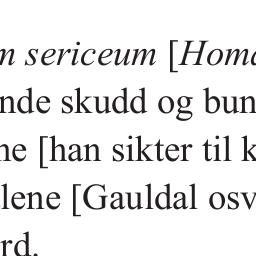 m sericeum [Homa
nde skudd og bun
ne [han sikter til k
lene [Gauldal osv
rd.